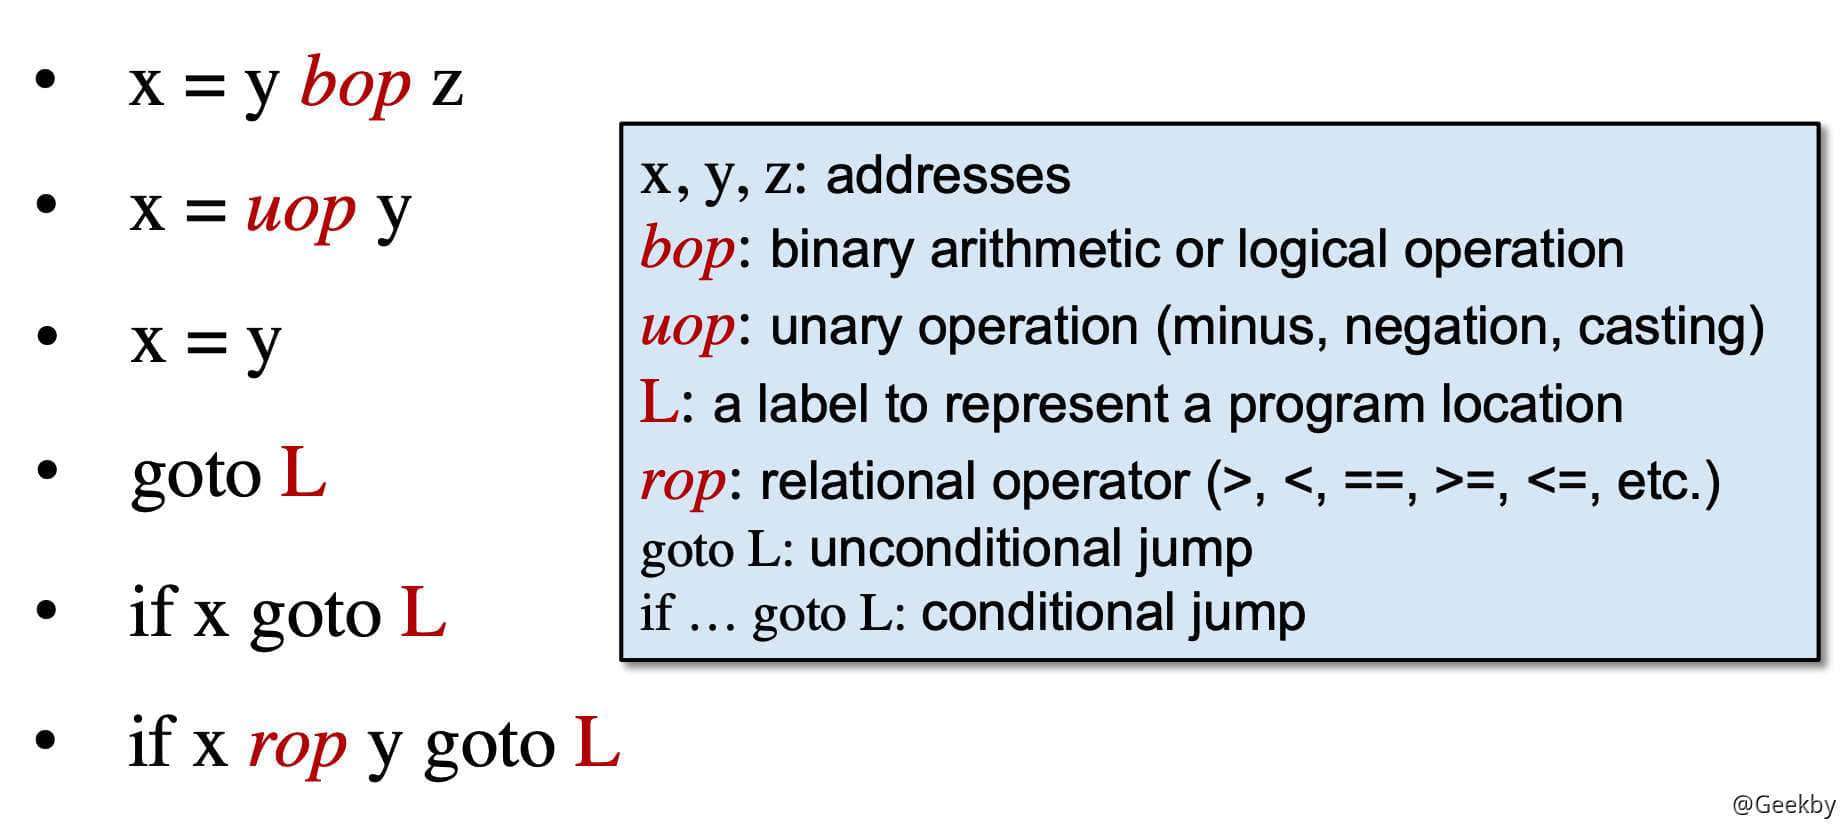 • x = y bop z
• x = uop y
• x = y
• goto L
• if x goto L
• if x rop y goto L
x, y, z: addresses
bop: binary arithmetic or logical operation
uop: unary operation (minus, negation, casting)
L: a label to represent a program location
rop: relational operator (>, <, ==, >=, <=, etc.)
goto L: unconditional jump
if … goto L: conditional jump
@Geekby